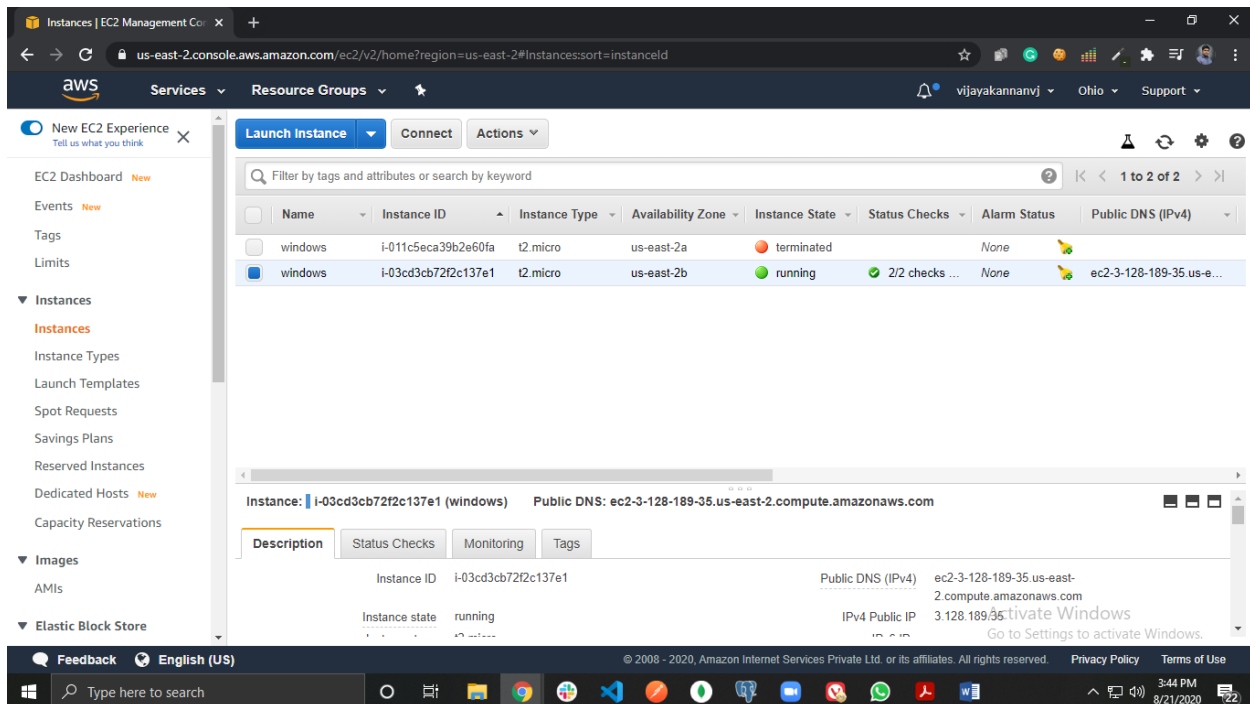 Instances | EC2 Management Cor
us-east-2.console.aws.amazon.com/ec2/v2/home?region=us-east-2#Instances:sort=instanceId
aws Services Resource Groups vijayakannanvj Ohio Support
New EC2 Experience
Tell us what you think
EC2 Dashboard New
Events New
Tags
Limits
Instances
Instances
Instance Types
Launch Templates
Spot Requests
Savings Plans
Reserved Instances
Dedicated Hosts New
Capacity Reservations
Images
AMIs
Elastic Block Store
Launch Instance Connect Actions
Filter by tags and attributes or search by keyword 1 to 2 of 2
Name Instance ID Instance Type Availability Zone Instance State Status Checks Alarm Status Public DNS (IPv4)
windows i-011c5eca39b2e60fa t2.micro us-east-2a terminated None
windows i-03cd3cb72f2c137e1 t2.micro us-east-2b running 2/2 checks ... None ec2-3-128-189-35.us-e...
Instance: i-03cd3cb72f2c137e1 (windows) Public DNS: ec2-3-128-189-35.us-east-2.compute.amazonaws.com
Description Status Checks Monitoring Tags
Instance ID i-03cd3cb72f2c137e1 Public DNS (IPv4) ec2-3-128-189-35.us-east-
2.compute.amazonaws.com
Instance state running IPv4 Public IP 3.128.189.35
Activate Windows
Go to Settings to activate Windows.
Feedback English (US) © 2008 - 2020, Amazon Internet Services Private Ltd. or its affiliates. All rights reserved. Privacy Policy Terms of Use
Type here to search
3:44 PM
8/21/2020
22